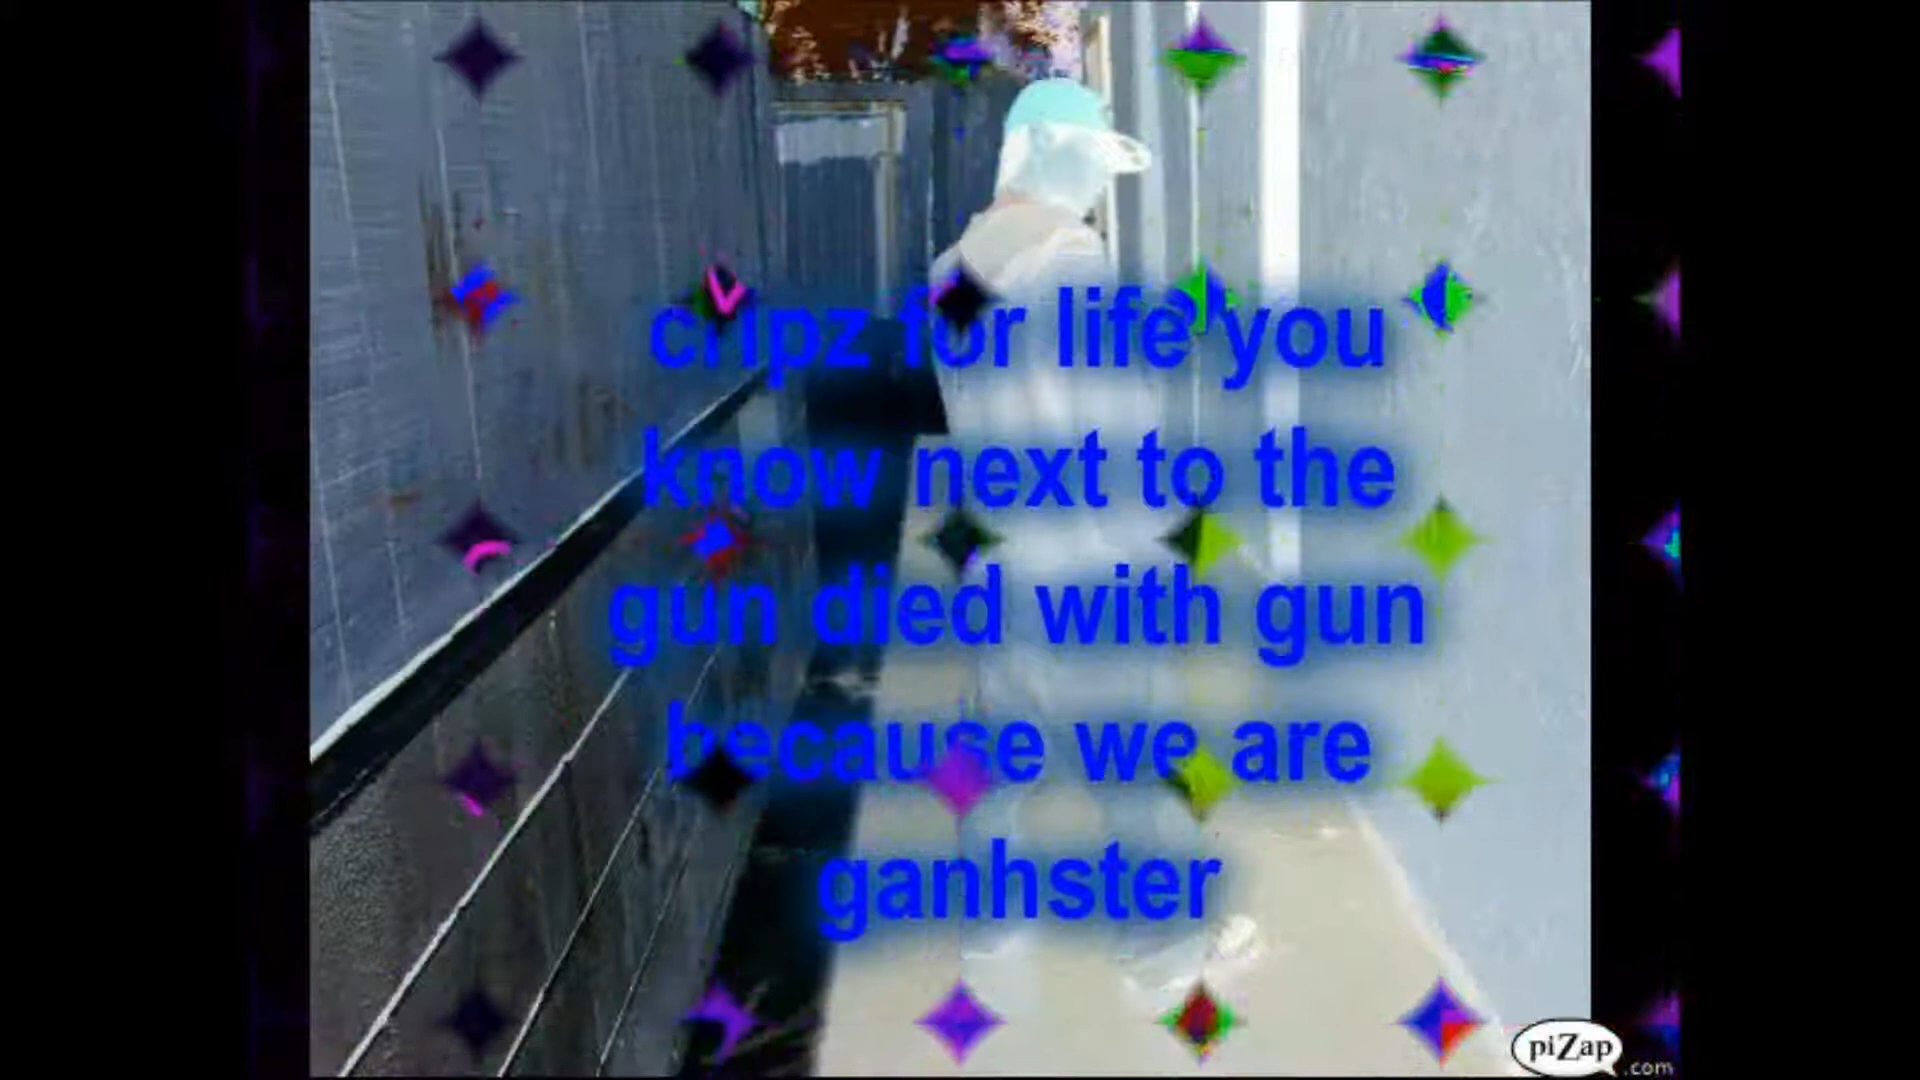 cripz for life you
know next to the
gun died with gun
because we are
ganhster
piZap
.com